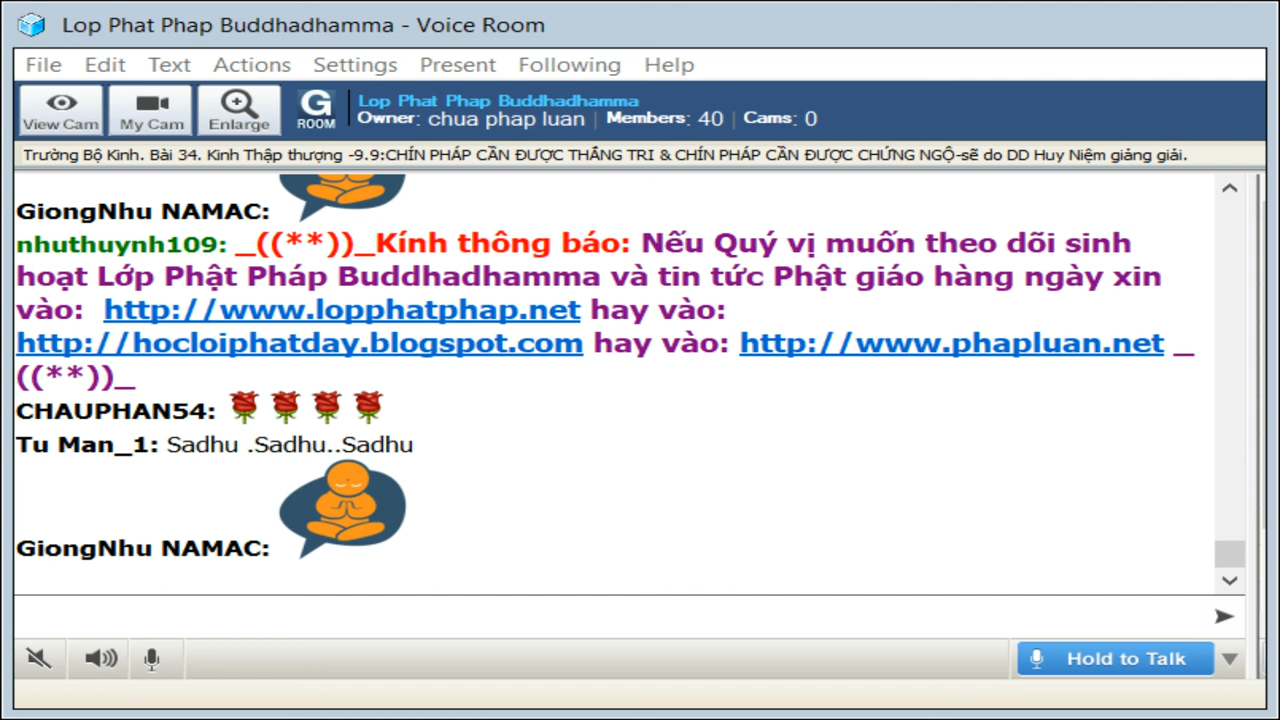 Lop Phat Phap Buddhadhamma - Voice Room
File Edit Text Actions Settings Present Following Help
View Cam My Cam Enlarge G ROOM
Lop Phat Phap Buddhadhamma
Owner: chua phap luan | Members: 40 | Cams: 0
Trường Bộ Kinh. Bài 34. Kinh Thập thượng -9.9:CHÍN PHÁP CẦN ĐƯỢC THẮNG TRI & CHÍN PHÁP CẦN ĐƯỢC CHỨNG NGỘ-sẽ do DD Huy Niệm giảng giải.
GiongNhu NAMAC:
nhuthuynh109: _((**))_Kính thông báo: Nếu Quý vị muốn theo dõi sinh
hoạt Lớp Phật Pháp Buddhadhamma và tin tức Phật giáo hàng ngày xin
vào: http://www.lopphatphap.net hay vào:
http://hocloiphatday.blogspot.com hay vào: http://www.phapluan.net _
((**))_
CHAUPHAN54:
Tu Man_1: Sadhu .Sadhu..Sadhu
GiongNhu NAMAC:
Hold to Talk